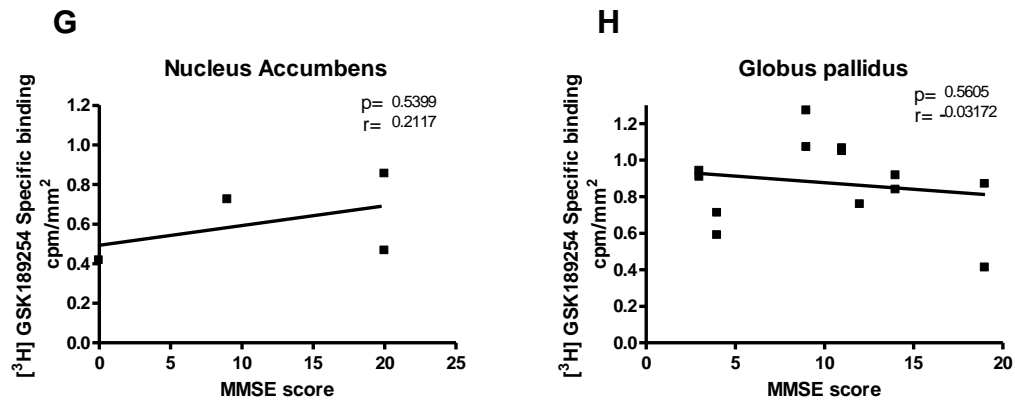 G
Nucleus Accumbens
p= 0.5399
r= 0.2117
[³H] GSK189254 Specific binding
cpm/mm²
1.2
1.0
0.8
0.6
0.4
0.2
0.0
0 5 10 15 20 25
MMSE score
H
Globus pallidus
p= 0.5605
r= -0.03172
[³H] GSK189254 Specific binding
cpm/mm²
1.2
1.0
0.8
0.6
0.4
0.2
0.0
0 5 10 15 20
MMSE score